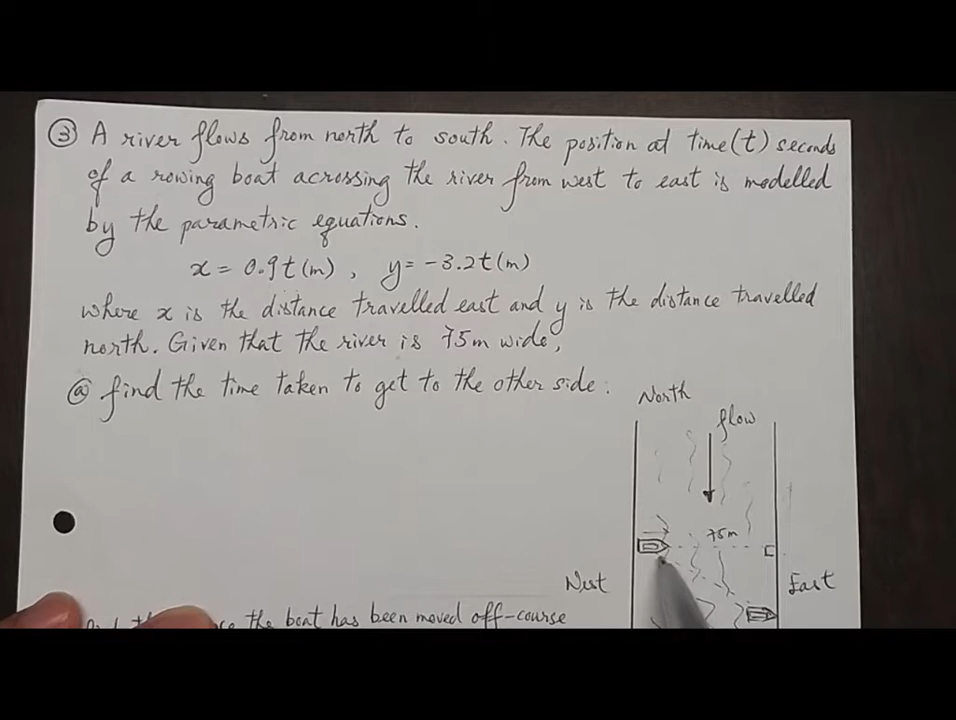 ③ A river flows from north to south. The position at time (t) seconds
of a rowing boat acrossing the river from west to east is modelled
by the parametric equations.
x = 0.9t (m) , y = -3.2t (m)
where x is the distance travelled east and y is the distance travelled
north. Given that the river is 75m wide,
ⓐ find the time taken to get to the other side:
North
flow
75m
West
East
the boat has been moved off-course